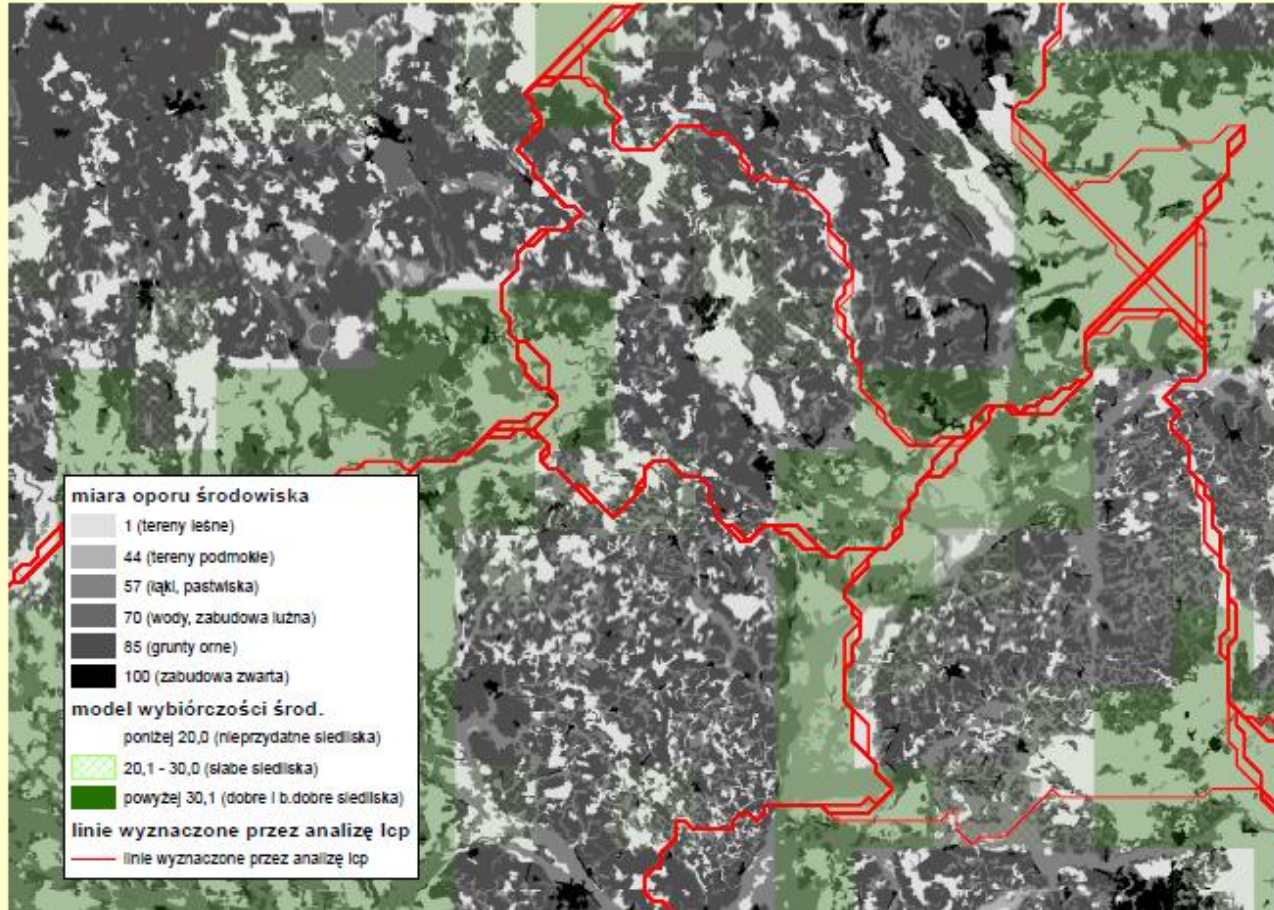 miara oporu środowiska
1 (tereny leśne)
44 (tereny podmokłe)
57 (łąki, pastwiska)
70 (wody, zabudowa luźna)
85 (grunty orne)
100 (zabudowa zwarta)
model wybiórczości środ.
poniżej 20,0 (nieprzydatne siedliska)
20,1 - 30,0 (słabe siedliska)
powyżej 30,1 (dobre i b.dobre siedliska)
linie wyznaczone przez analizę lcp
linie wyznaczone przez analizę lcp